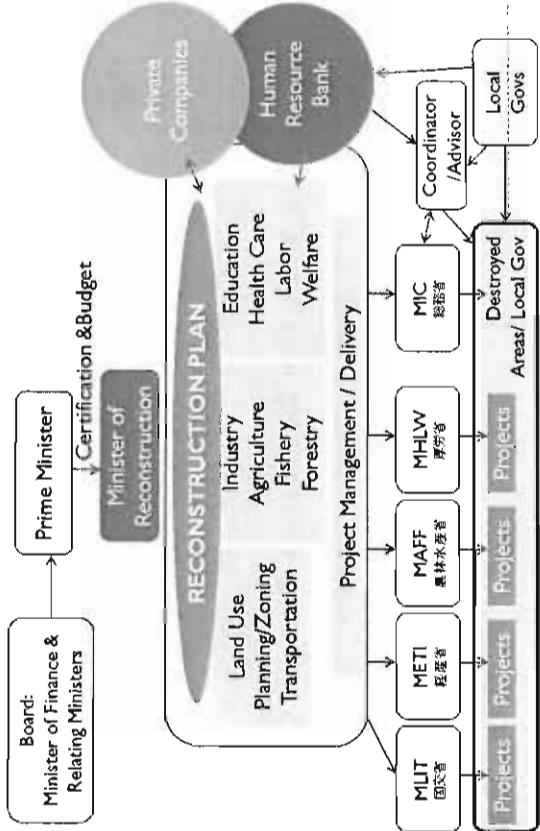 Board:
Minister of Finance &
Relating Ministers
Prime Minister
Certification &Budget
Minister of
Reconstruction
RECONSTRUCTION PLAN
Land Use
Planning/Zoning
Transportation
Industry
Agriculture
Fishery
Forestry
Education
Health Care
Labor
Welfare
Project Management / Delivery
Private
Companies
Human
Resource
Bank
MLIT
国交省
METI
経産省
MAFF
農林水産省
MHLW
厚労省
MIC
総務省
Coordinator
/Advisor
Local
Govs
Projects
Projects
Projects
Projects
Destroyed
Areas/ Local Gov